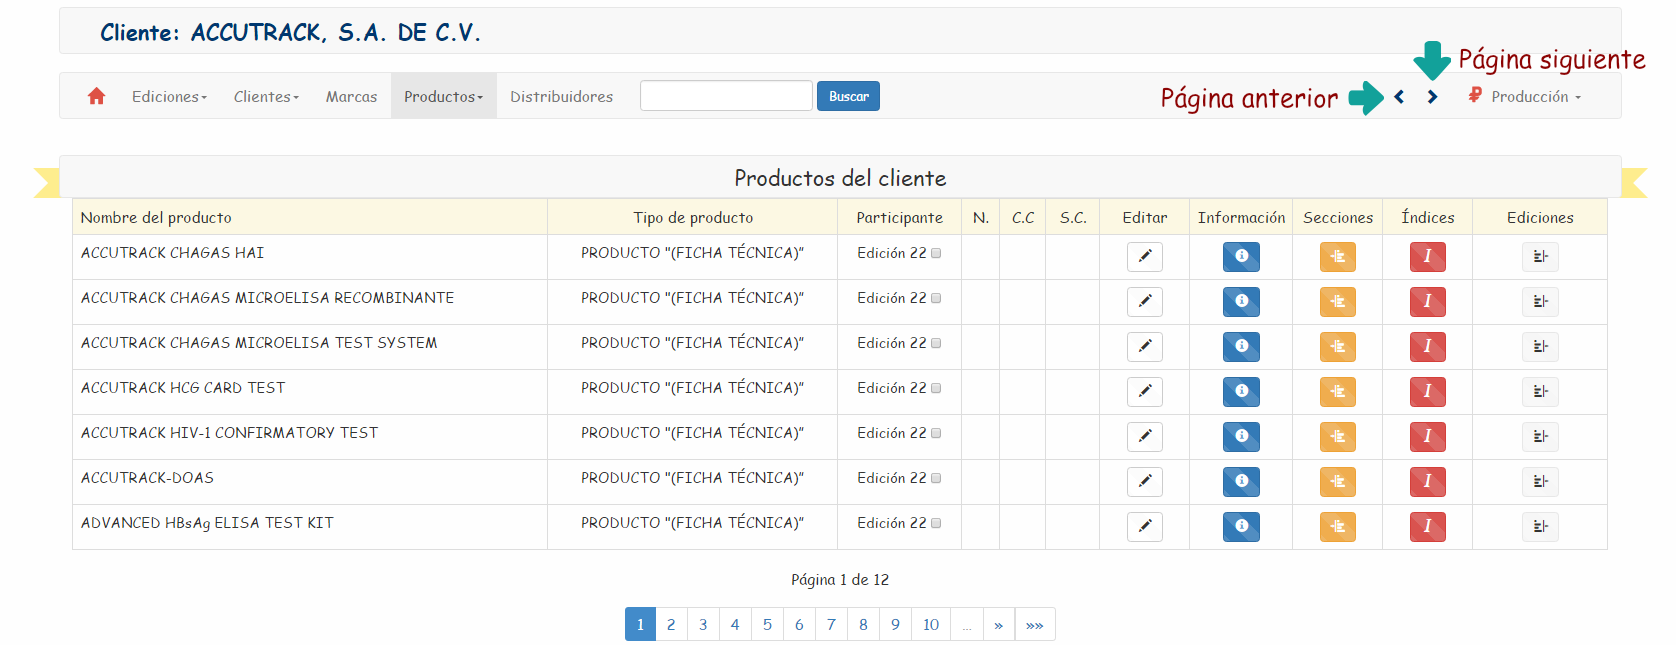 Cliente: ACCUTRACK, S.A. DE C.V.
Página siguiente
Ediciones Clientes Marcas Productos Distribuidores Buscar Página anterior Producción
Productos del cliente
Nombre del producto Tipo de producto Participante N. C.C S.C. Editar Información Secciones Índices Ediciones
ACCUTRACK CHAGAS HAI PRODUCTO "(FICHA TÉCNICA)" Edición 22 I
ACCUTRACK CHAGAS MICROELISA RECOMBINANTE PRODUCTO "(FICHA TÉCNICA)" Edición 22 I
ACCUTRACK CHAGAS MICROELISA TEST SYSTEM PRODUCTO "(FICHA TÉCNICA)" Edición 22 I
ACCUTRACK HCG CARD TEST PRODUCTO "(FICHA TÉCNICA)" Edición 22 I
ACCUTRACK HIV-1 CONFIRMATORY TEST PRODUCTO "(FICHA TÉCNICA)" Edición 22 I
ACCUTRACK-DOAS PRODUCTO "(FICHA TÉCNICA)" Edición 22 I
ADVANCED HBsAg ELISA TEST KIT PRODUCTO "(FICHA TÉCNICA)" Edición 22 I
Página 1 de 12
1 2 3 4 5 6 7 8 9 10 ... » »»